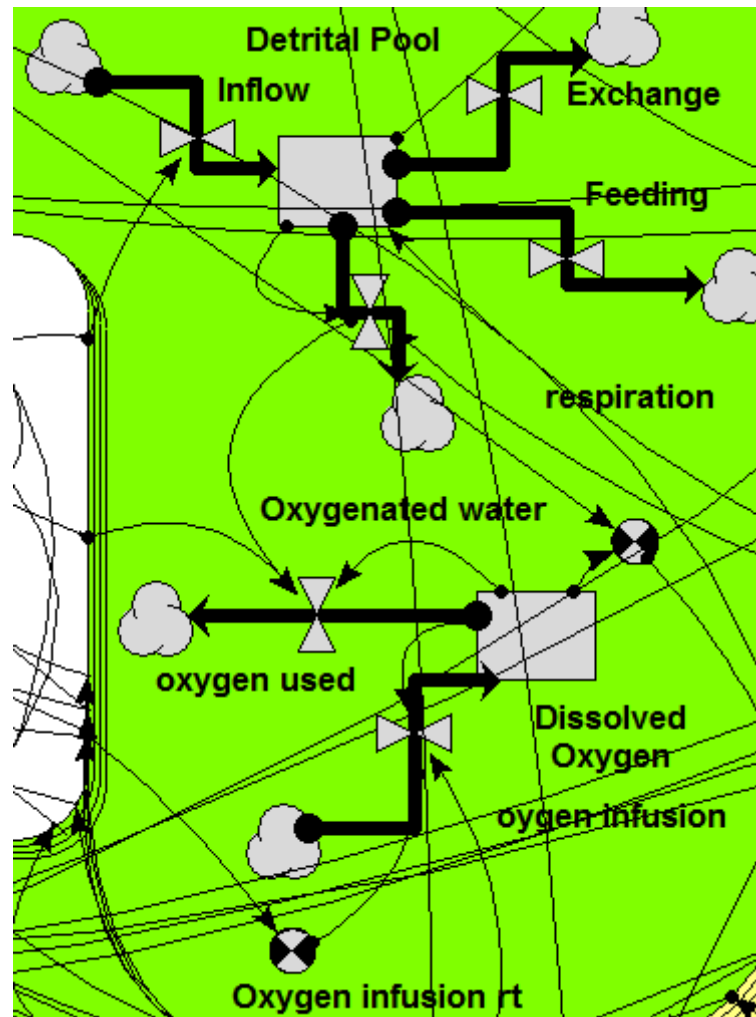 Detrital Pool
Inflow
Exchange
Feeding
respiration
Oxygenated water
oxygen used
Dissolved
Oxygen
oygen infusion
Oxygen infusion rt